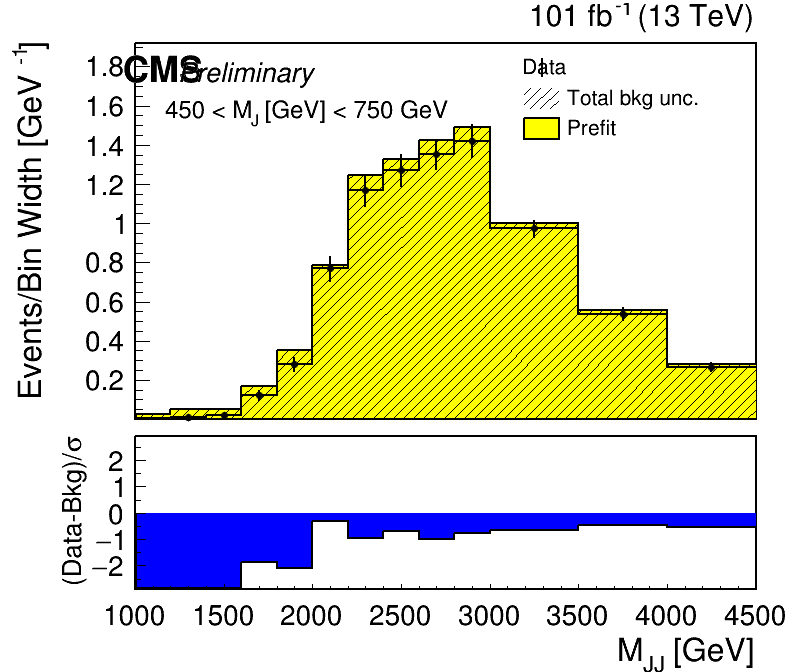 101 fb⁻¹ (13 TeV)
CMS Preliminary
450 < M_J [GeV] < 750 GeV
Data
Total bkg unc.
Prefit
Events/Bin Width [GeV⁻¹]
1.8
1.6
1.4
1.2
1
0.8
0.6
0.4
0.2
(Data-Bkg)/σ
2
1
0
−1
−2
1000 1500 2000 2500 3000 3500 4000 4500
M_JJ [GeV]